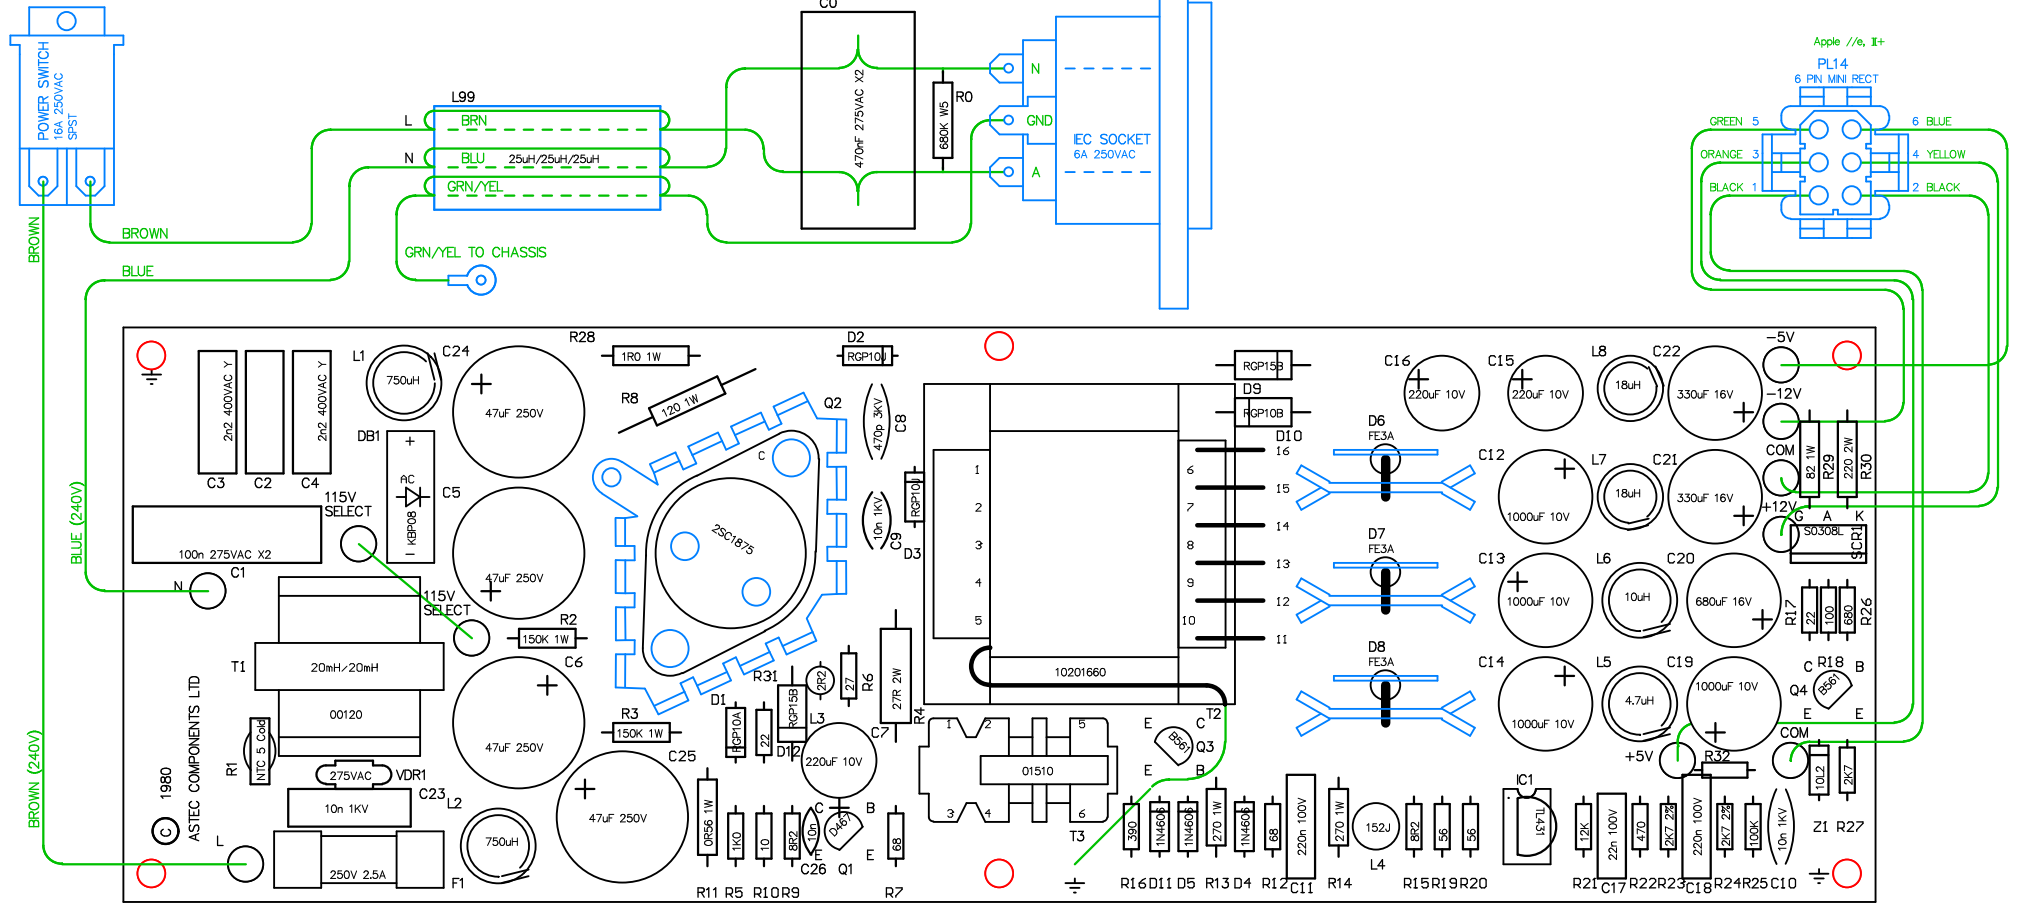 C0
Apple //e, II+
PL14
6 PIN MINI RECT
POWER SWITCH
16A 250VAC
SPST
L99
L
BRN
N
BLU
25uH/25uH/25uH
GRN/YEL
470nF 275VAC X2
R0
680K W5
N
GND
A
IEC SOCKET
6A 250VAC
GREEN 5
6 BLUE
ORANGE 3
4 YELLOW
BLACK 1
2 BLACK
BROWN
BROWN
BLUE
GRN/YEL TO CHASSIS
BLUE (240V)
BROWN (240V)
2n2 400VAC Y
2n2 400VAC Y
C3
C2
C4
L1
750uH
C24
47uF 250V
R28
1R0 1W
D2
RGP10J
R8
120 1W
Q2
C
2SC1875
470p 3KV
C8
10n 1KV
C9
RGP10J
D3
DB1
+
AC
KBP08
-
C5
47uF 250V
115V
SELECT
100n 275VAC X2
C1
N
115V
SELECT
R2
150K 1W
C6
47uF 250V
T1
20mH/20mH
00120
R1
NTC 5 Cold
275VAC
VDR1
10n 1KV
C23
L2
750uH
C 1980
ASTEC COMPONENTS LTD
L
250V 2.5A
F1
R3
150K 1W
C25
47uF 250V
R31
2R2
27
R6
27R 2W
R4
D1
RGP10A
22
RGP15B
D12
L3
C7
220uF 10V
0R56 1W
1K0
10
8R2
10n
C
B
D467
E
E
68
R11
R5
R10
R9
C26
Q1
R7
1
2
3
4
5
6
7
8
9
10
10201660
T2
16
15
14
13
12
11
RGP15B
D9
RGP10B
D10
1
2
5
01510
3
4
6
T3
E
C
B561
Q3
E
B
D6
FE3A
D7
FE3A
D8
FE3A
C16
220uF 10V
C15
220uF 10V
L8
18uH
C22
330uF 16V
-5V
-12V
COM
+12V
82 1W
R29
220 2W
R30
C12
1000uF 10V
L7
18uH
C21
330uF 16V
G A K
S0308L
SCR1
C13
1000uF 10V
L6
10uH
C20
680uF 16V
R17
22
100
680
R26
R18
C14
1000uF 10V
L5
4.7uH
C19
1000uF 10V
C
B
Q4
B561
E
E
+5V
R32
COM
10L2
2K7
Z1
R27
390
1N4606
1N4606
270 1W
1N4606
68
220n 100V
270 1W
152J
L4
8R2
56
56
IC1
TL431
12K
22n 100V
470
2K7 2%
220n 100V
2K7 2%
100K
10n 1KV
R16
D11
D5
R13
D4
R12
C11
R14
R15
R19
R20
R21
C17
R22
R23
C18
R24
R25
C10